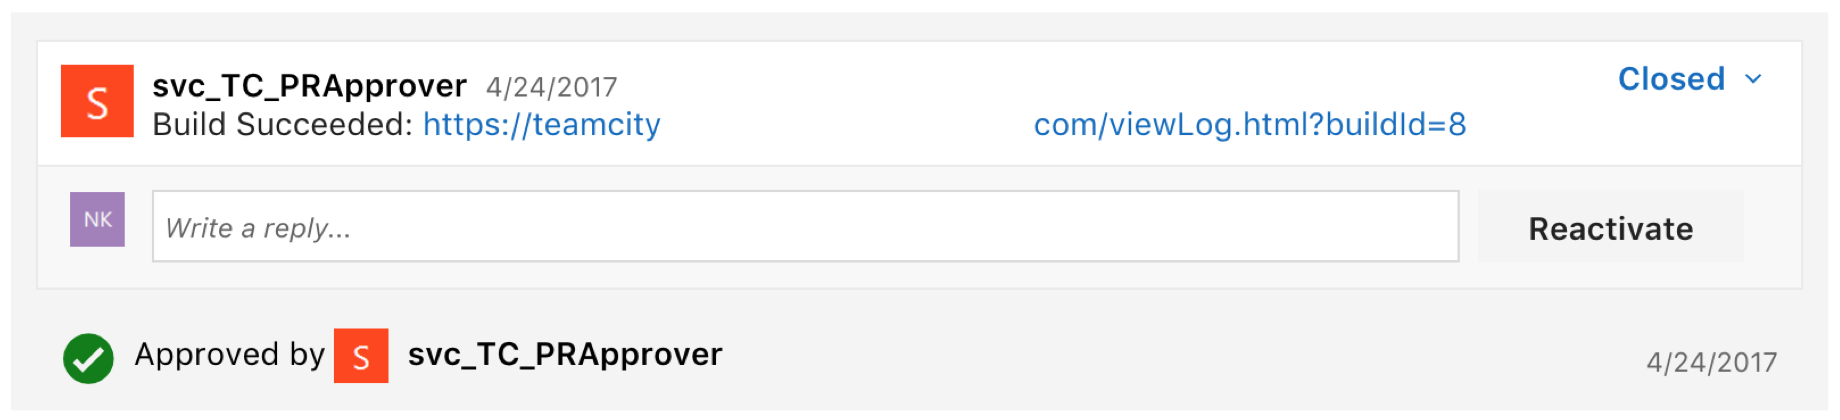 S svc_TC_PRApprover 4/24/2017 Closed
Build Succeeded: https://teamcity com/viewLog.html?buildId=8
NK Write a reply... Reactivate
Approved by S svc_TC_PRApprover 4/24/2017